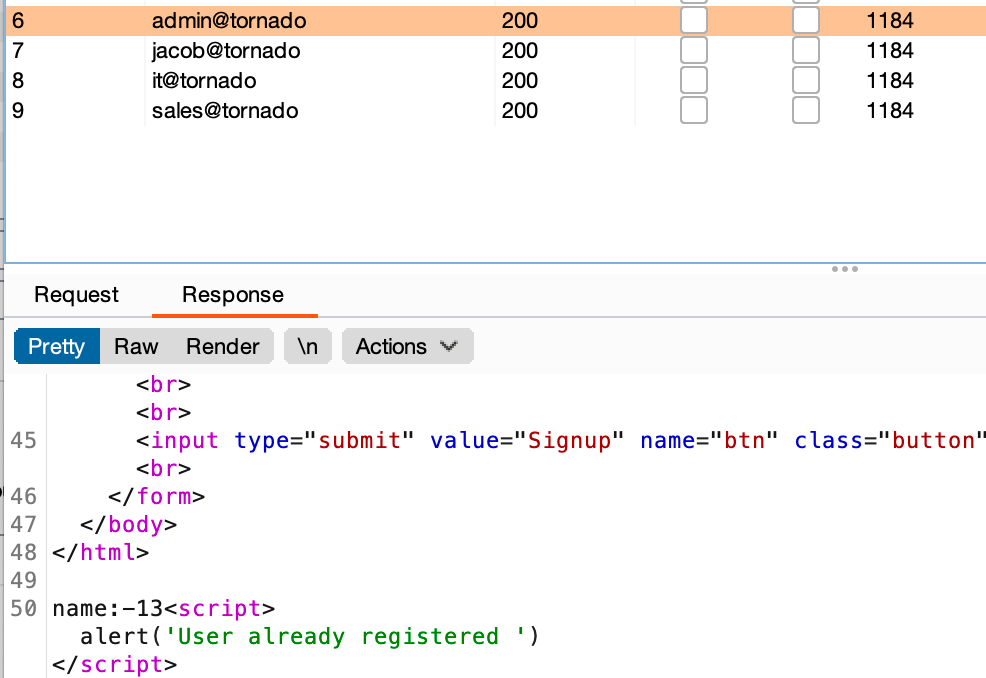 6 admin@tornado 200 1184
7 jacob@tornado 200 1184
8 it@tornado 200 1184
9 sales@tornado 200 1184
Request Response
Pretty Raw Render \n Actions
<br>
<br>
45 <input type="submit" value="Signup" name="btn" class="button"
<br>
46 </form>
47 </body>
48 </html>
49
50 name:-13<script>
alert('User already registered ')
</script>